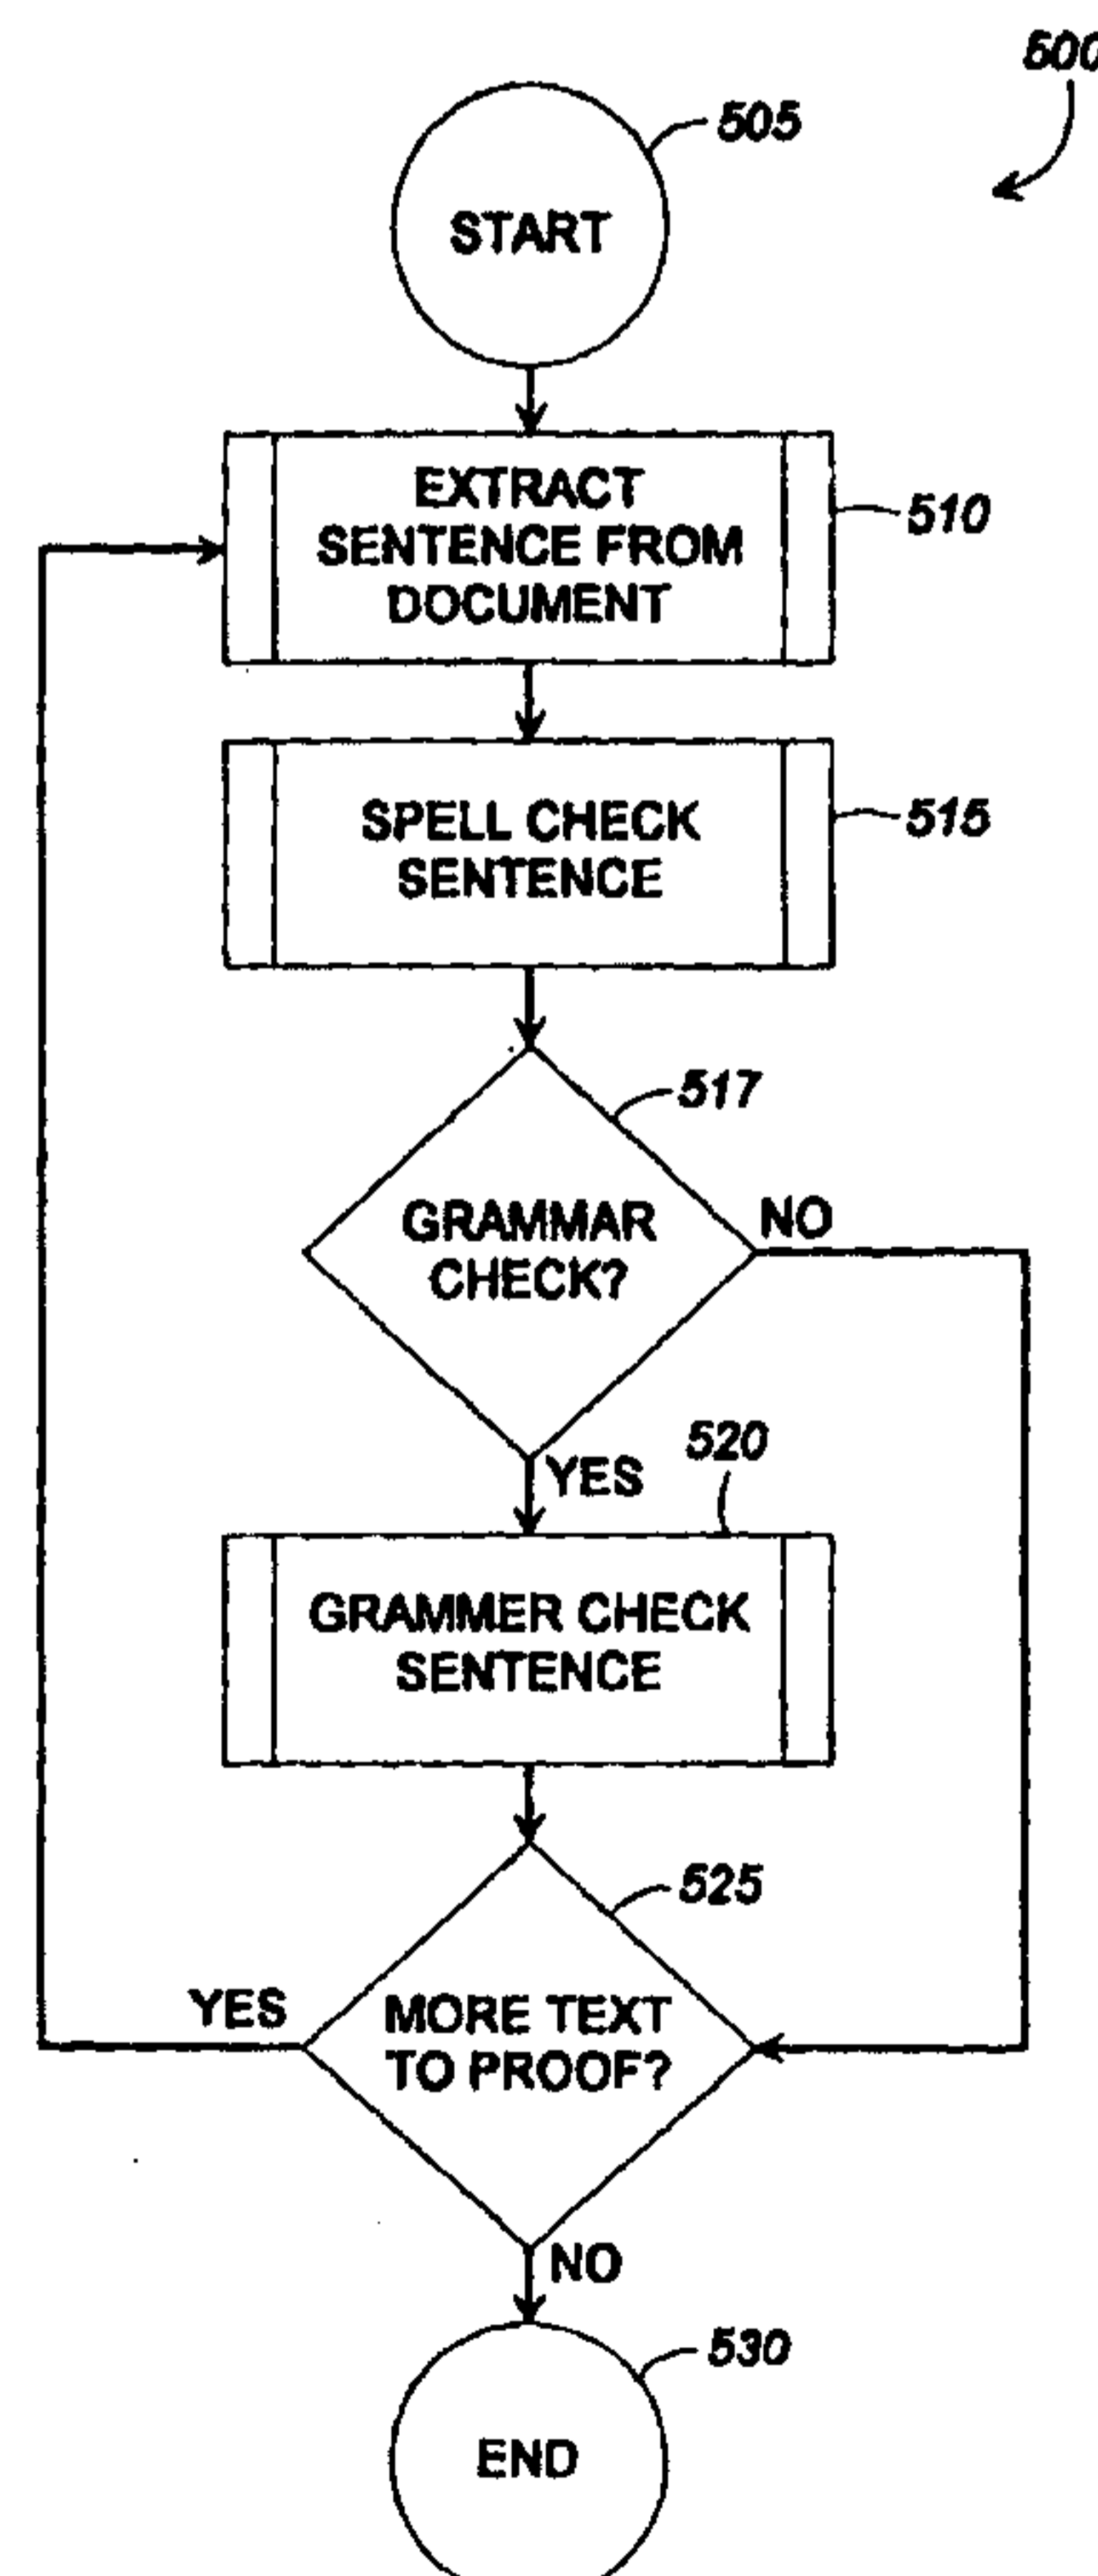 500
505
START
EXTRACT
SENTENCE FROM
DOCUMENT
510
SPELL CHECK
SENTENCE
515
517
GRAMMAR
CHECK?
NO
YES
520
GRAMMER CHECK
SENTENCE
525
MORE TEXT
TO PROOF?
YES
NO
530
END